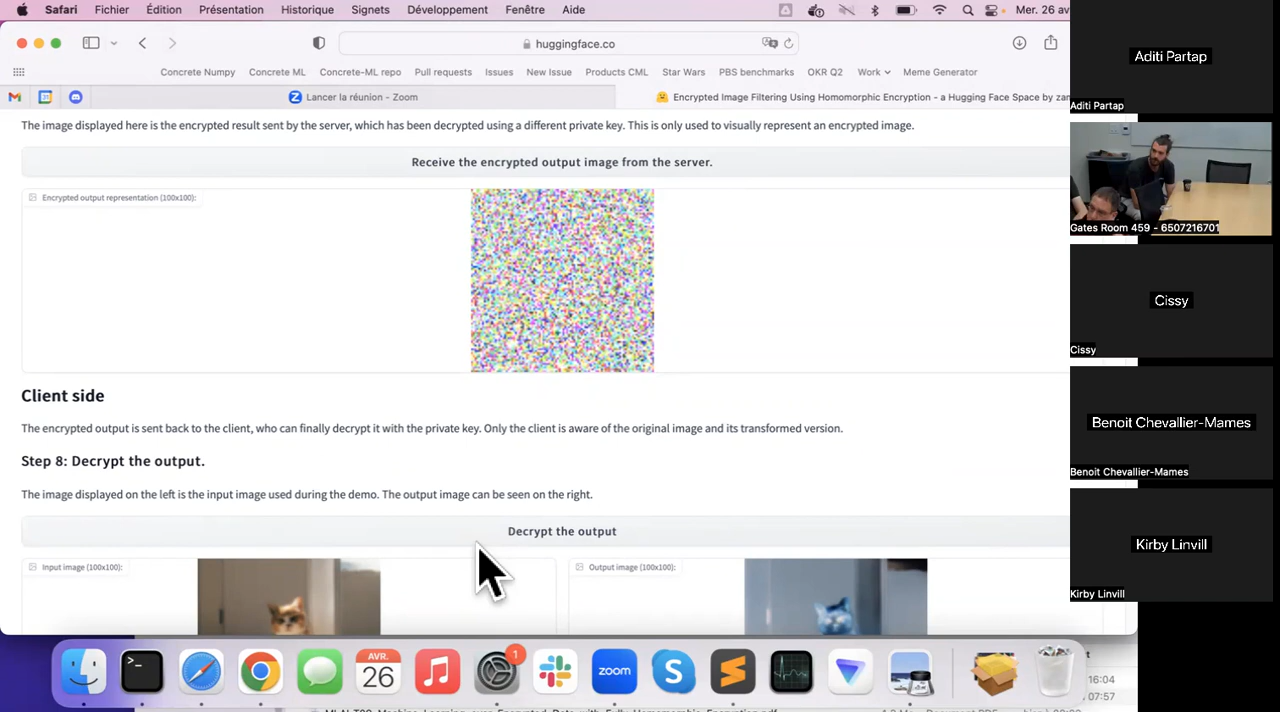 Safari Fichier Édition Présentation Historique Signets Développement Fenêtre Aide Mer. 26 av
huggingface.co
Concrete Numpy Concrete ML Concrete-ML repo Pull requests Issues New Issue Products CML Star Wars PBS benchmarks OKR Q2 Work Meme Generator
Lancer la réunion - Zoom
Encrypted Image Filtering Using Homomorphic Encryption - a Hugging Face Space by zam
The image displayed here is the encrypted result sent by the server, which has been decrypted using a different private key. This is only used to visually represent an encrypted image.
Receive the encrypted output image from the server.
Encrypted output representation (100x100):
Client side
The encrypted output is sent back to the client, who can finally decrypt it with the private key. Only the client is aware of the original image and its transformed version.
Step 8: Decrypt the output.
The image displayed on the left is the input image used during the demo. The output image can be seen on the right.
Decrypt the output
Input image (100x100):
Output image (100x100):
AVR.
26
1
zoom
16:04
07:57
Aditi Partap
Aditi Partap
Gates Room 459 - 6507216701
Cissy
Cissy
Benoit Chevallier-Mames
Benoit Chevallier-Mames
Kirby Linvill
Kirby Linvill